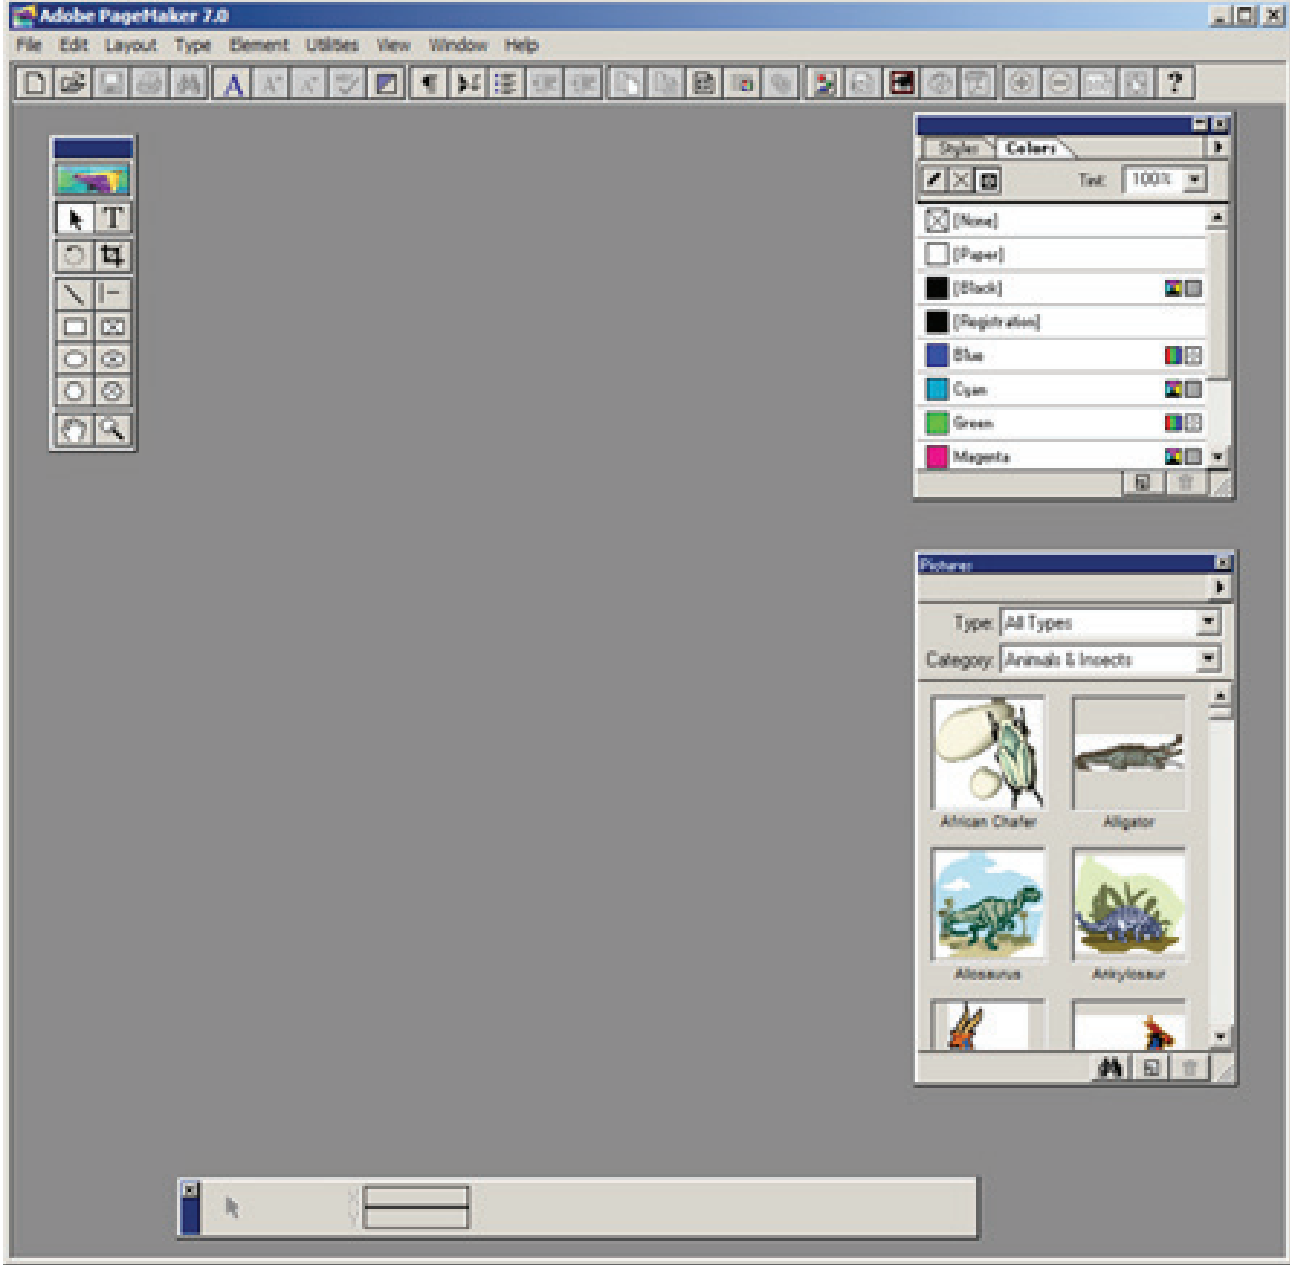 Adobe PageMaker 7.0
File Edit Layout Type Element Utilities View Window Help
Styles Colors
Tint: 100%
[None]
[Paper]
[Black]
[Registration]
Blue
Cyan
Green
Magenta
Pictures
Type: All Types
Category: Animals & Insects
African Chafer Alligator
Allosaurus Ankylosaur